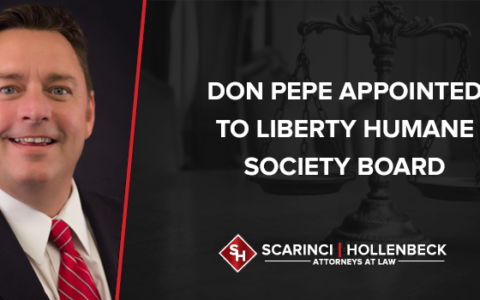 DON PEPE APPOINTED
TO LIBERTY HUMANE
SOCIETY BOARD
SH
SCARINCI | HOLLENBECK
ATTORNEYS AT LAW